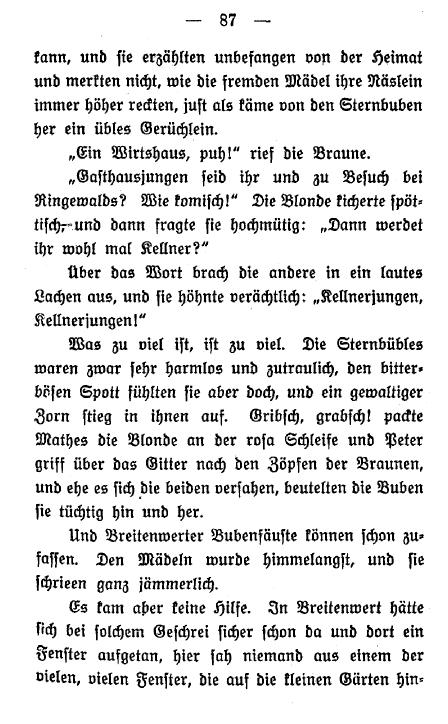 — 87 —
kann, und sie erzählten unbefangen von der Heimat
und merkten nicht, wie die fremden Mädel ihre Näslein
immer höher reckten, just als käme von den Sternbuben
her ein übles Gerüchlein.
„Ein Wirtshaus, puh!“ rief die Braune.
„Gasthausjungen seid ihr und zu Besuch bei
Ringewalds? Wie komisch!“ Die Blonde kicherte spöt-
tisch, und dann fragte sie hochmütig: „Dann werdet
ihr wohl mal Kellner?“
Über das Wort brach die andere in ein lautes
Lachen aus, und sie höhnte verächtlich: „Kellnerjungen,
Kellnerjungen!“
Was zu viel ist, ist zu viel. Die Sternbübles
waren zwar sehr harmlos und zutraulich, den bitter-
bösen Spott fühlten sie aber doch, und ein gewaltiger
Zorn stieg in ihnen auf. Gribsch, grabsch! packte
Mathes die Blonde an der rosa Schleife und Peter
griff über das Gitter nach den Zöpfen der Braunen,
und ehe es sich die beiden versahen, beutelten die Buben
sie tüchtig hin und her.
Und Breitenwerter Bubenfäuste können schon zu-
fassen. Den Mädeln wurde himmelangst, und sie
schrieen ganz jämmerlich.
Es kam aber keine Hilfe. In Breitenwert hätte
sich bei solchem Geschrei sicher schon da und dort ein
Fenster aufgetan, hier sah niemand aus einem der
vielen, vielen Fenster, die auf die kleinen Gärten hin-